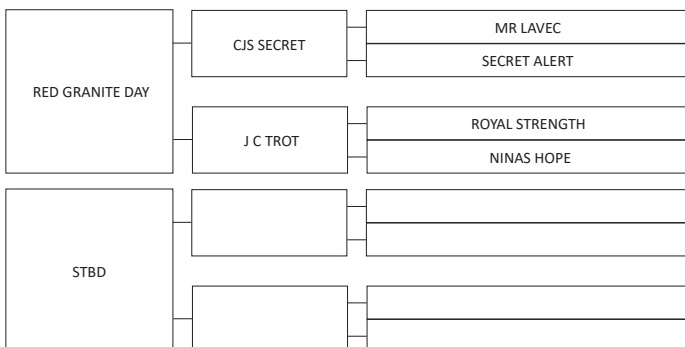 MR LAVEC
CJS SECRET
SECRET ALERT
RED GRANITE DAY
ROYAL STRENGTH
J C TROT
NINAS HOPE
STBD